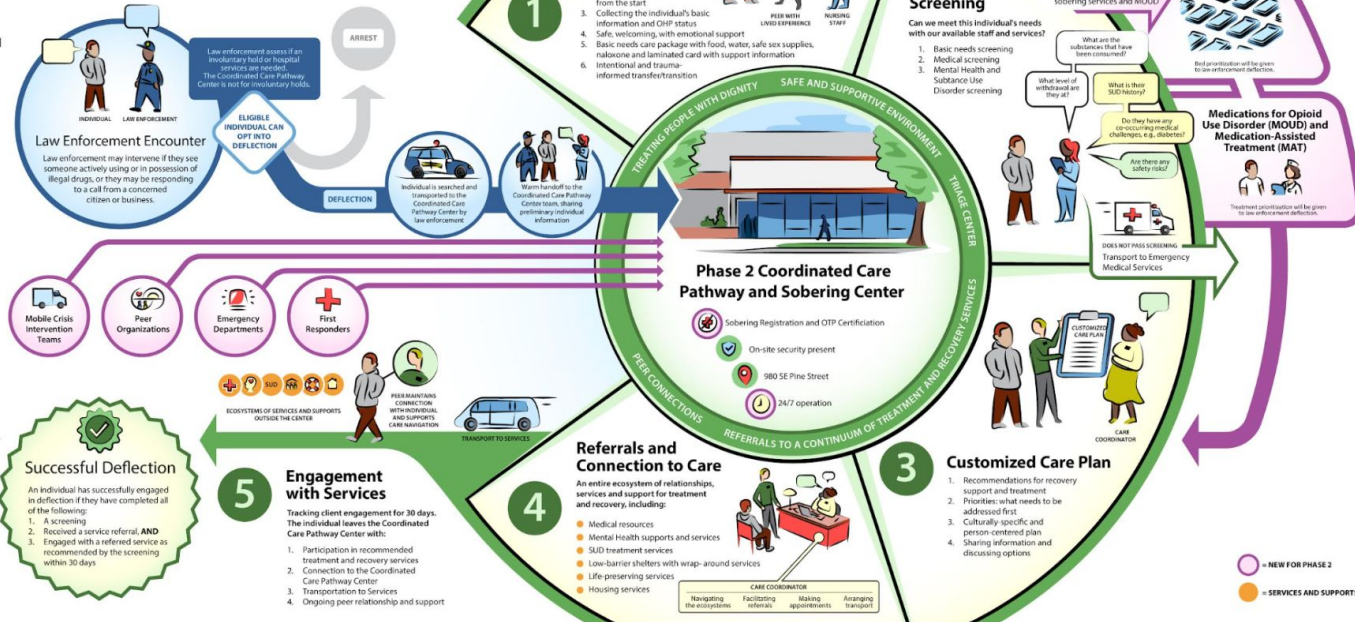 1
from the start
3. Collecting the individual's basic
information and OHP status
4. Safe, welcoming, with emotional support
5. Basic needs care package with food, water, safe sex supplies,
naloxone and laminated card with support information
6. Intentional and trauma-
informed transfer/transition
PEER WITH
LIVED EXPERIENCE
NURSING
STAFF
Screening
Can we meet this individual's needs
with our available staff and services?
1. Basic needs screening
2. Medical screening
3. Mental Health and
Subtance Use
Disorder screening
What are the
substances that have
been consumed?
What level of
withdrawal are
they at?
What is their
SUD history?
Do they have any
co-occurring medical
challenges, e.g., diabetes?
Are there any
safety risks?
DOES NOT PASS SCREENING
Transport to Emergency
Medical Services
sobering services and MOUD
Bed prioritization will be given
to law enforcement deflection.
Medications for Opioid
Use Disorder (MOUD) and
Medication-Assisted
Treatment (MAT)
Treatment prioritization will be given
to law enforcement deflection.
INDIVIDUAL
LAW ENFORCEMENT
Law Enforcement Encounter
Law enforcement may intervene if they see
someone actively using or in possession of
illegal drugs, or they may be responding
to a call from a concerned
citizen or business.
Law enforcement assess if an
involuntary hold or hospital
services are needed.
The Coordinated Care Pathway
Center is not for involuntary holds.
ELIGIBLE
INDIVIDUAL CAN
OPT INTO
DEFLECTION
ARREST
DEFLECTION
Individual is searched and
transported to the
Coordinated Care
Pathway Center by
law enforcement
Warm handoff to the
Coordinated Care Pathway
Center team, sharing
preliminary individual
information
TREATING PEOPLE WITH DIGNITY
SAFE AND SUPPORTIVE ENVIRONMENT
TRIAGE CENTER
REFERRALS TO A CONTINUUM OF TREATMENT AND RECOVERY SERVICES
PEER CONNECTIONS
Phase 2 Coordinated Care
Pathway and Sobering Center
Sobering Registration and OTP Certificiation
On-site security present
980 SE Pine Street
24/7 operation
Mobile Crisis
Intervention
Teams
Peer
Organizations
Emergency
Departments
First
Responders
SUD
ECOSYSTEMS OF SERVICES AND SUPPORTS
OUTSIDE THE CENTER
PEER MAINTAINS
CONNECTION
WITH INDIVIDUAL
AND SUPPORTS
CARE NAVIGATION
TRANSPORT TO SERVICES
CUSTOMIZED
CARE PLAN
CARE
COORDINATOR
3
Customized Care Plan
1. Recommendations for recovery
support and treatment
2. Priorities: what needs to be
addressed first
3. Culturally-specific and
person-centered plan
4. Sharing information and
discussing options
4
Referrals and
Connection to Care
An entire ecosystem of relationships,
services and support for treatment
and recovery, including:
Medical resources
Mental Health supports and services
SUD treatment services
Low-barrier shelters with wrap- around services
Life-preserving services
Housing services
CARE COORDINATOR
Navigating
the ecosystems
Facilitating
referrals
Making
appointments
Arranging
transport
5
Engagement
with Services
Tracking client engagement for 30 days.
The individual leaves the Coordinated
Care Pathway Center with:
1. Participation in recommended
treatment and recovery services
2. Connection to the Coordinated
Care Pathway Center
3. Transportation to Services
4. Ongoing peer relationship and support
Successful Deflection
An individual has successfully engaged
in deflection if they have completed all
of the following:
1. A screening
2. Received a service referral, AND
3. Engaged with a referred service as
recommended by the screening
within 30 days
= NEW FOR PHASE 2
= SERVICES AND SUPPORTS